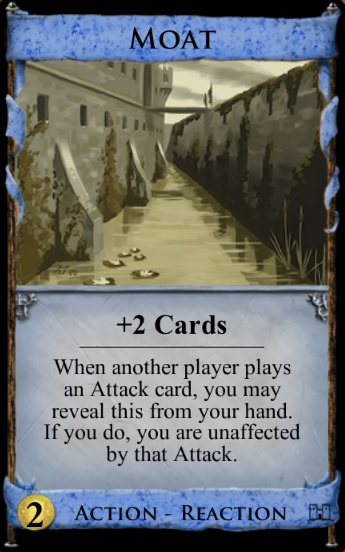 MOAT
+2 Cards
When another player plays
an Attack card, you may
reveal this from your hand.
If you do, you are unaffected
by that Attack.
2 ACTION - REACTION